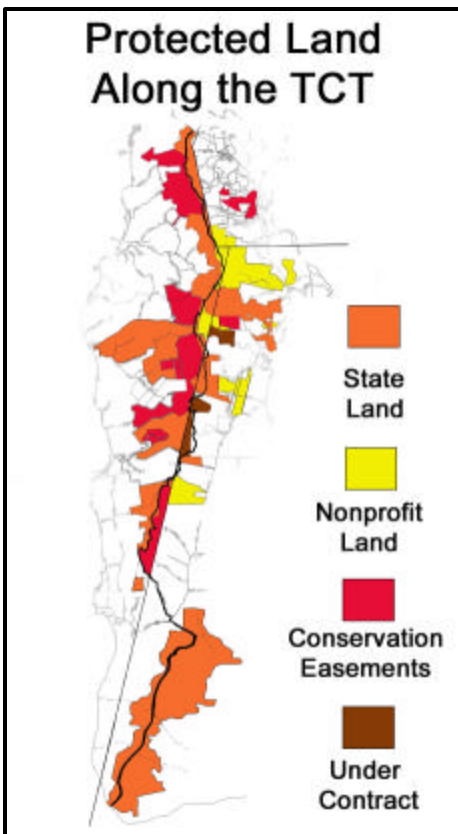 Protected Land
Along the TCT
State
Land
Nonprofit
Land
Conservation
Easements
Under
Contract